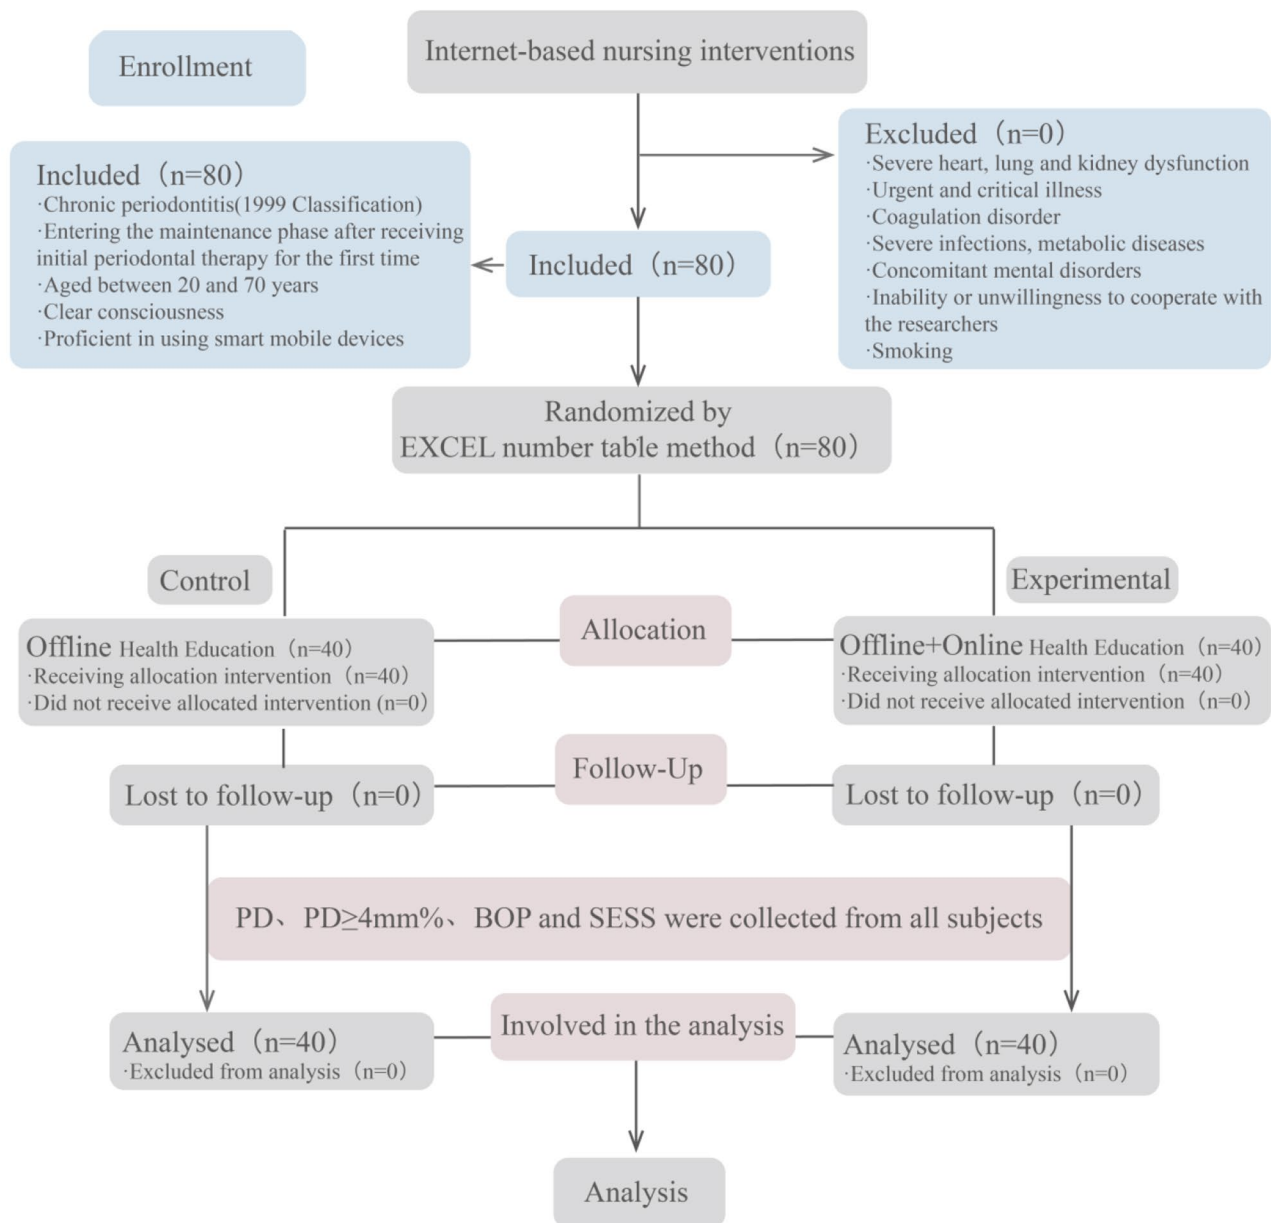 Internet-based nursing interventions
Enrollment
Excluded（n=0）
·Severe heart, lung and kidney dysfunction
·Urgent and critical illness
·Coagulation disorder
·Severe infections, metabolic diseases
·Concomitant mental disorders
·Inability or unwillingness to cooperate with
the researchers
·Smoking
Included（n=80）
·Chronic periodontitis(1999 Classification)
·Entering the maintenance phase after receiving
initial periodontal therapy for the first time
·Aged between 20 and 70 years
·Clear consciousness
·Proficient in using smart mobile devices
Included（n=80）
Randomized by
EXCEL number table method（n=80）
Control
Experimental
Allocation
Offline Health Education（n=40）
·Receiving allocation intervention（n=40）
·Did not receive allocated intervention (n=0）
Offline+Online Health Education（n=40）
·Receiving allocation intervention（n=40）
·Did not receive allocated intervention（n=0）
Follow-Up
Lost to follow-up（n=0）
Lost to follow-up（n=0）
PD、PD≥4mm%、BOP and SESS were collected from all subjects
Involved in the analysis
Analysed（n=40）
·Excluded from analysis（n=0）
Analysed（n=40）
·Excluded from analysis（n=0）
Analysis